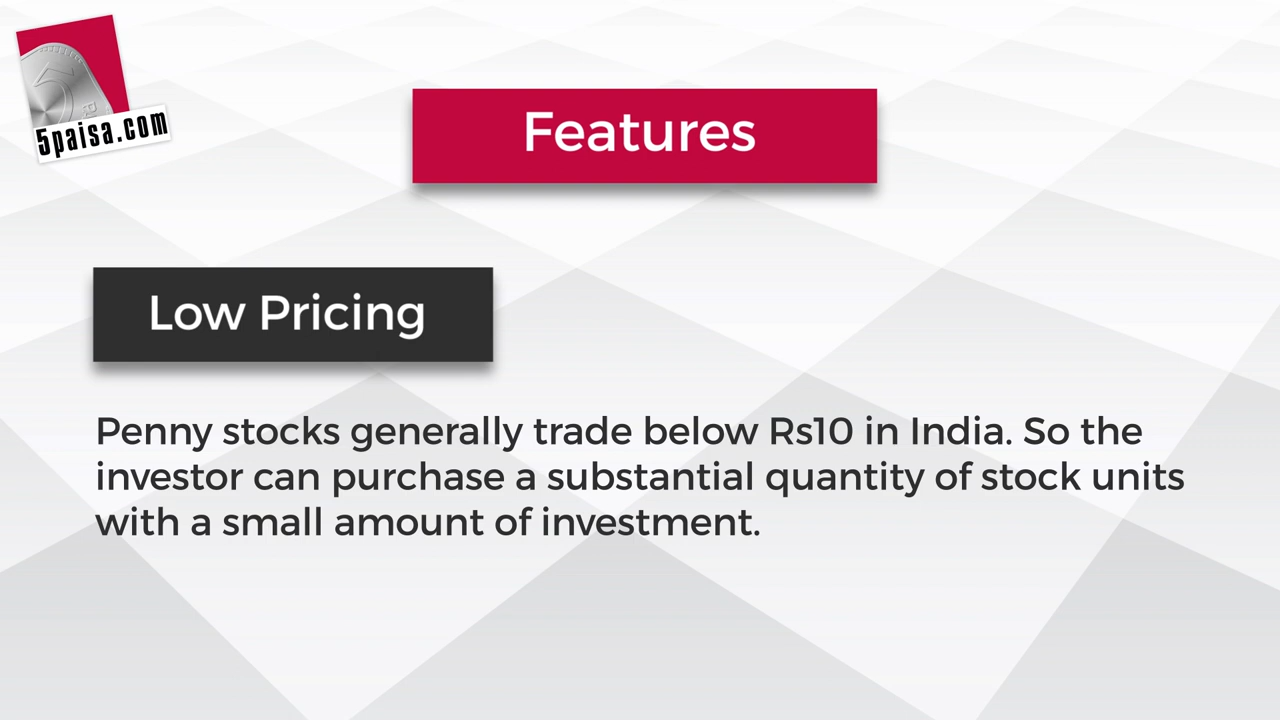 5paisa.com
Features
Low Pricing
Penny stocks generally trade below Rs10 in India. So the
investor can purchase a substantial quantity of stock units
with a small amount of investment.